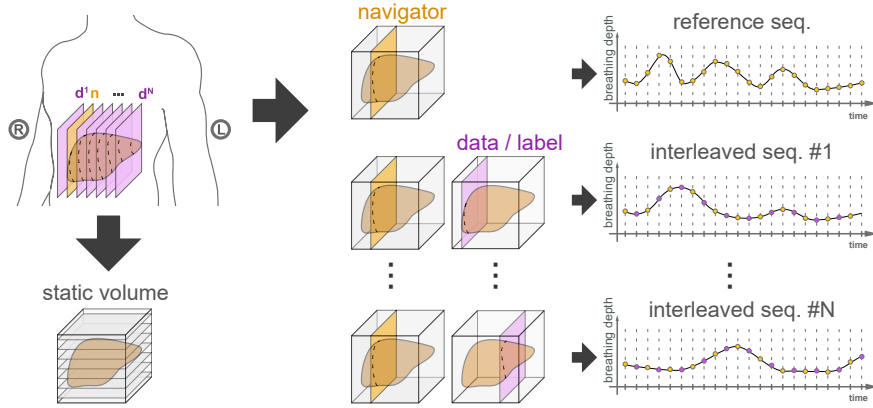 navigator
reference seq.
breathing depth
time
d¹ n ... dᴺ
R
L
data / label
interleaved seq. #1
breathing depth
time
static volume
interleaved seq. #N
breathing depth
time